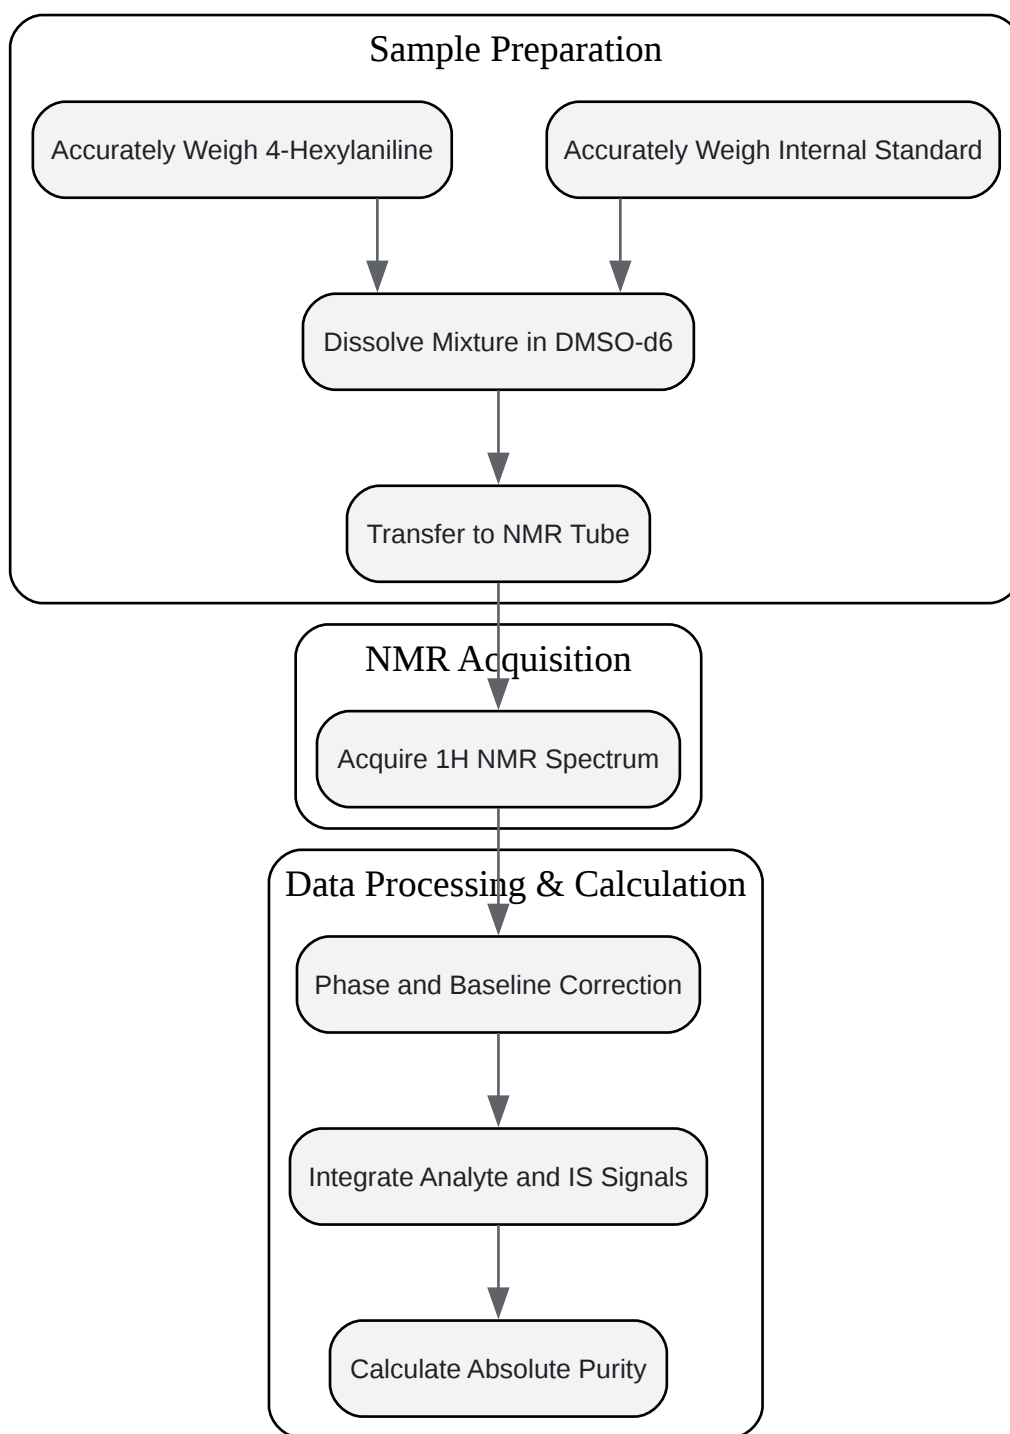 Sample Preparation
Accurately Weigh 4-Hexylaniline
Accurately Weigh Internal Standard
Dissolve Mixture in DMSO-d6
Transfer to NMR Tube
NMR Acquisition
Acquire 1H NMR Spectrum
Data Processing & Calculation
Phase and Baseline Correction
Integrate Analyte and IS Signals
Calculate Absolute Purity